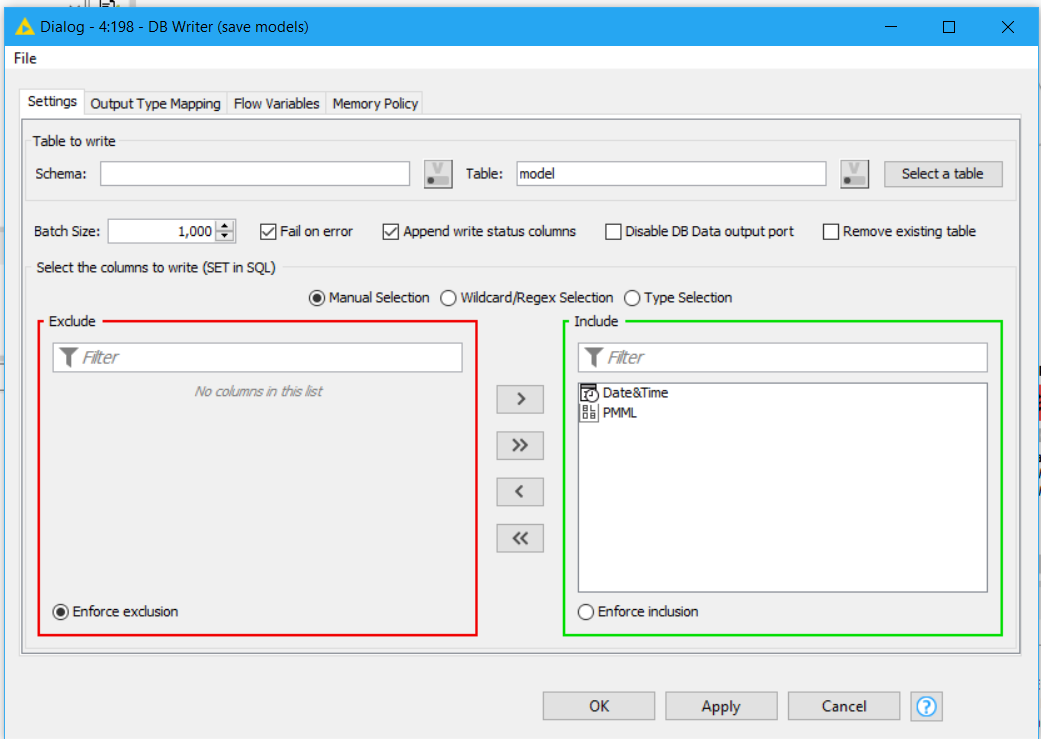 Dialog - 4:198 - DB Writer (save models)
File
Settings Output Type Mapping Flow Variables Memory Policy
Table to write
Schema: V Table: model V Select a table
Batch Size: 1,000 Fail on error Append write status columns Disable DB Data output port Remove existing table
Select the columns to write (SET in SQL)
Manual Selection Wildcard/Regex Selection Type Selection
Exclude Include
Filter Filter
No columns in this list > Date&Time
PMML
>>
<
<<
Enforce exclusion Enforce inclusion
OK Apply Cancel ?